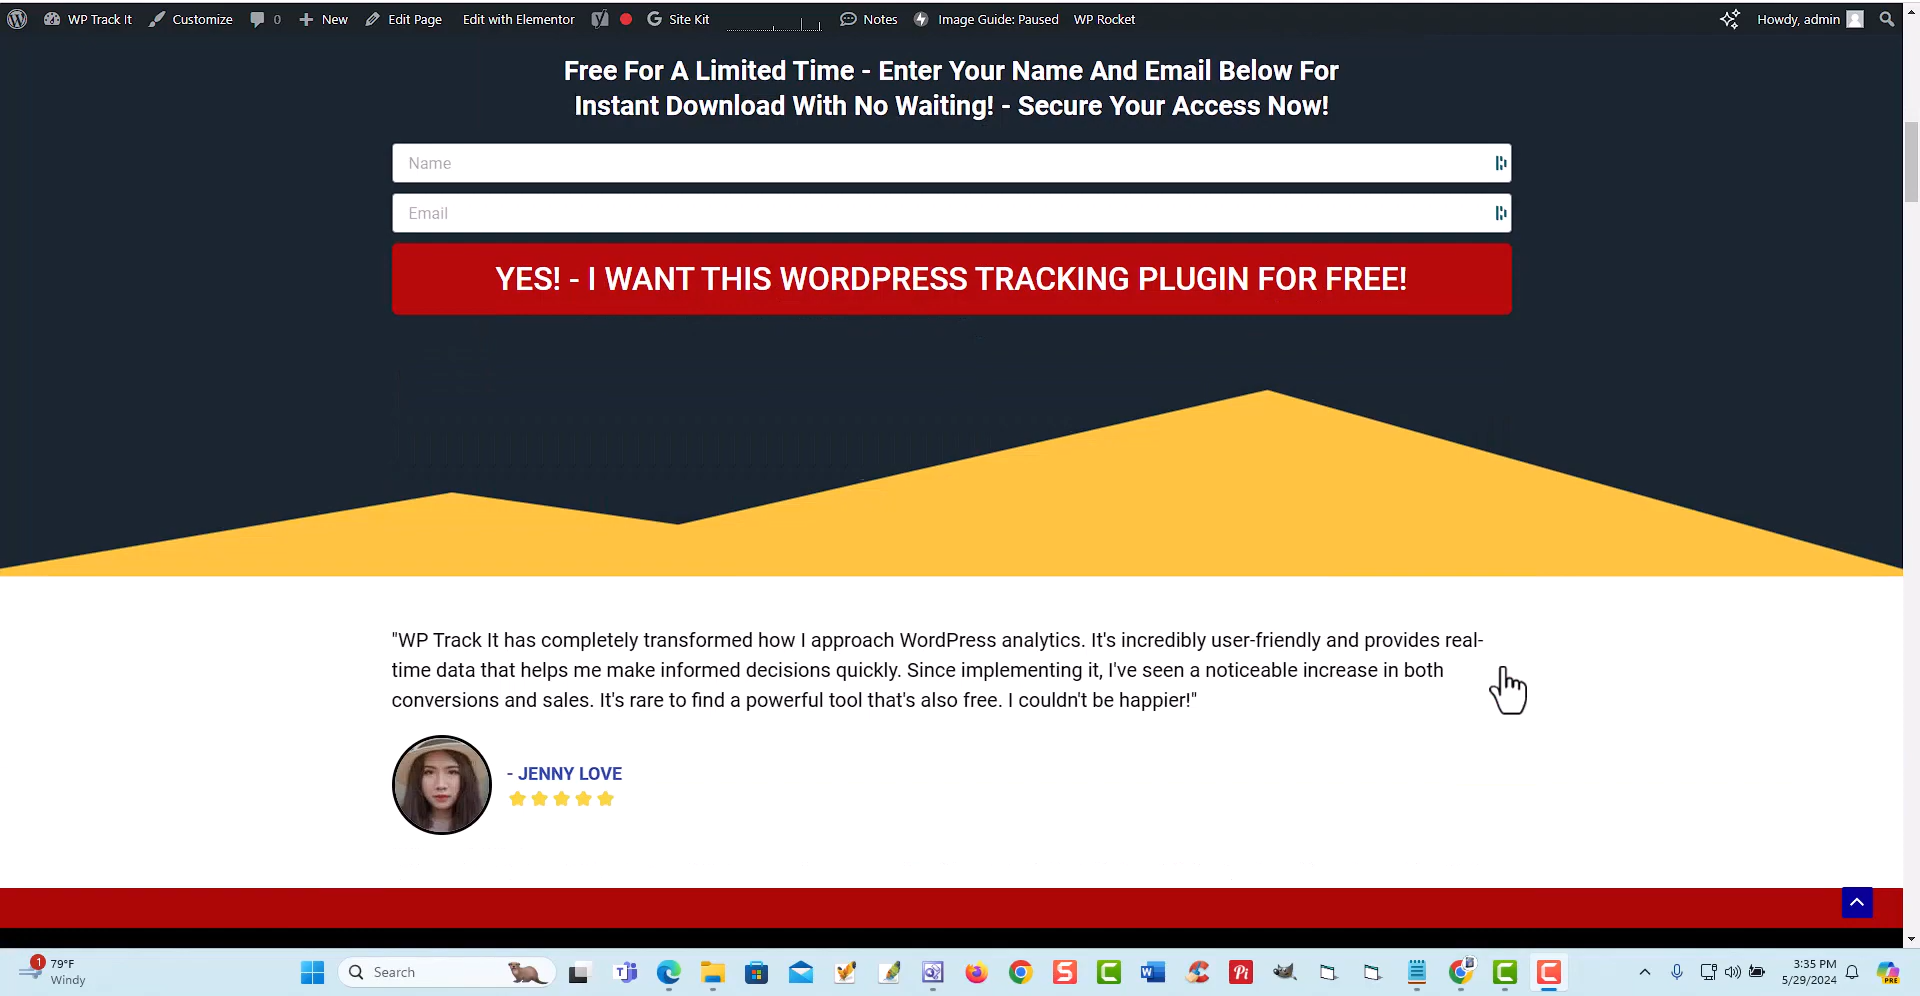 WP Track It Customize 0 New Edit Page Edit with Elementor Site Kit Notes Image Guide: Paused WP Rocket Howdy, admin
Free For A Limited Time - Enter Your Name And Email Below For
Instant Download With No Waiting! - Secure Your Access Now!
Name
Email
YES! - I WANT THIS WORDPRESS TRACKING PLUGIN FOR FREE!
"WP Track It has completely transformed how I approach WordPress analytics. It's incredibly user-friendly and provides real-
time data that helps me make informed decisions quickly. Since implementing it, I've seen a noticeable increase in both
conversions and sales. It's rare to find a powerful tool that's also free. I couldn't be happier!"
- JENNY LOVE
1 79°F
Windy
Search
3:35 PM
5/29/2024
PRE